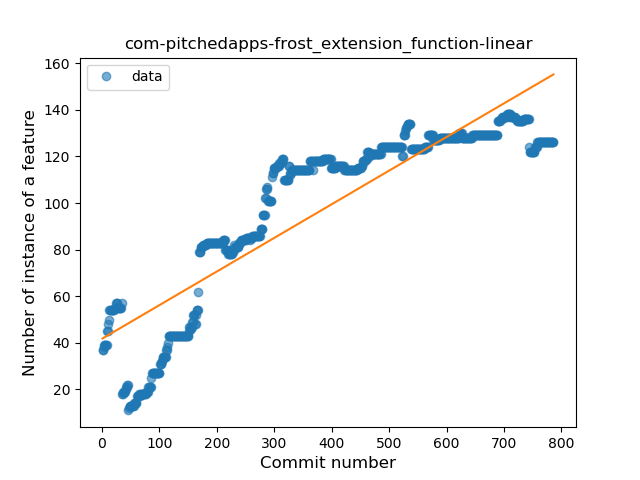 com-pitchedapps-frost_extension_function-linear
data
Number of instance of a feature
160
140
120
100
80
60
40
20
0 100 200 300 400 500 600 700 800
Commit number